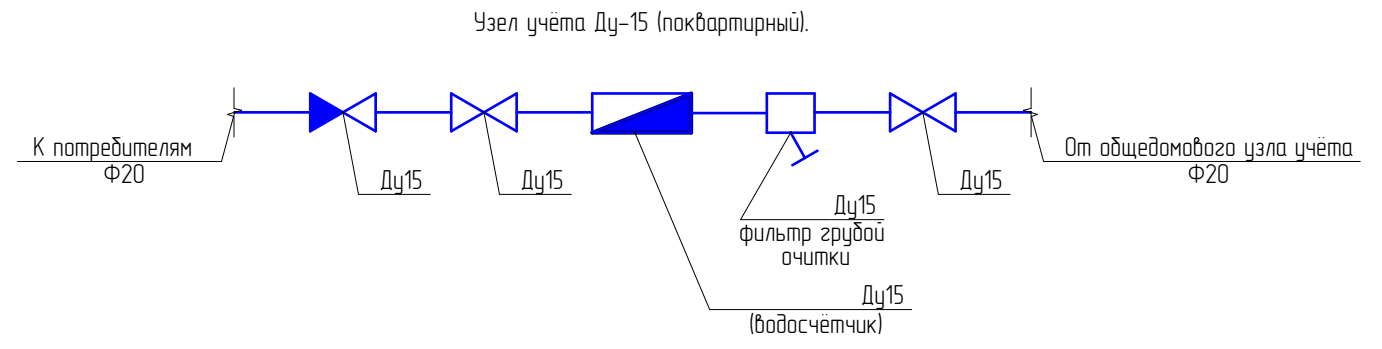 Узел учёта Ду-15 (поквартирный).
К потребителям
Ф20
Ду15
Ду15
Ду15
фильтр грубой
очитки
Ду15
(водосчётчик)
Ду15
От общедомового узла учёта
Ф20